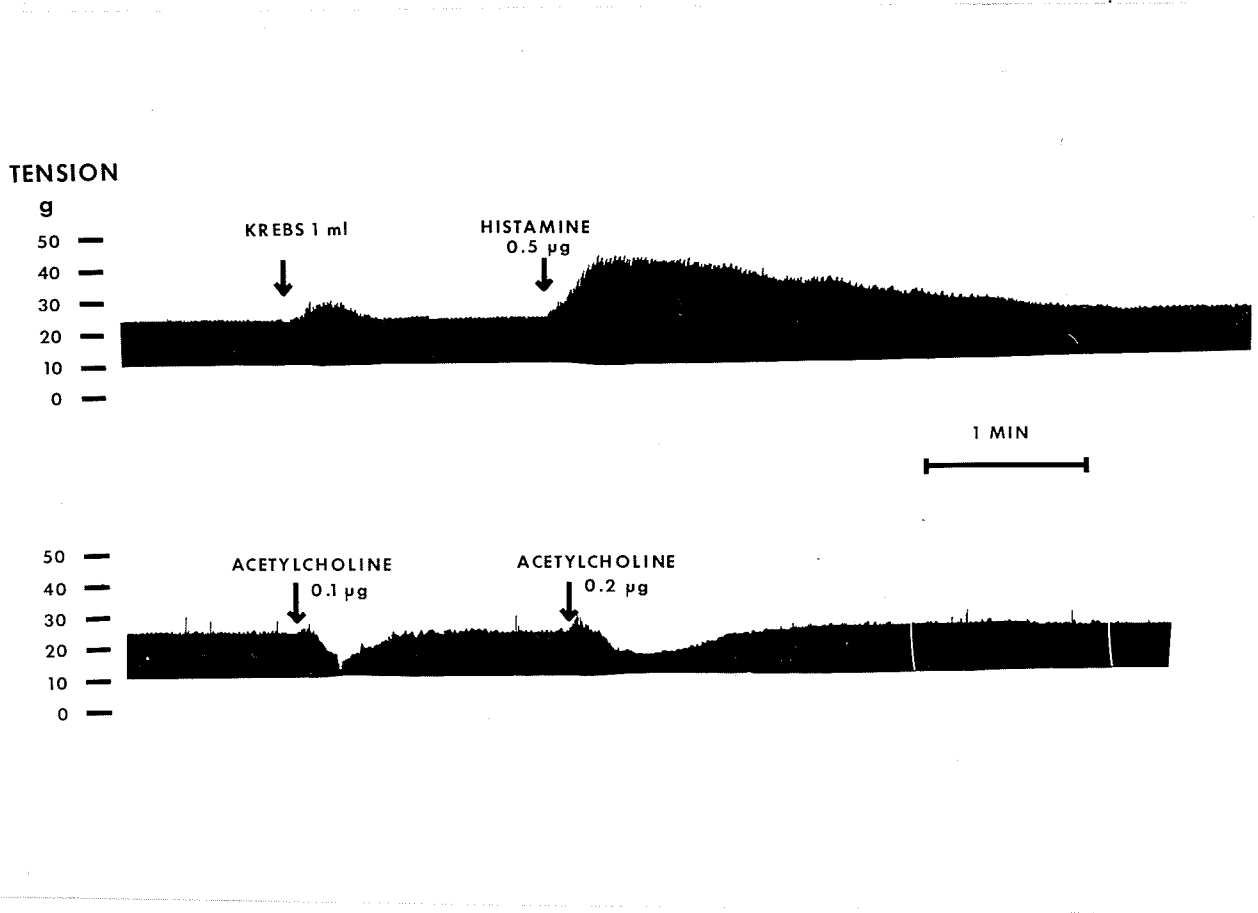 TENSION
g
50
40
30
20
10
0
KREBS 1 ml
HISTAMINE
0.5 µg
1 MIN
50
40
30
20
10
0
ACETYLCHOLINE
0.1 µg
ACETYLCHOLINE
0.2 µg